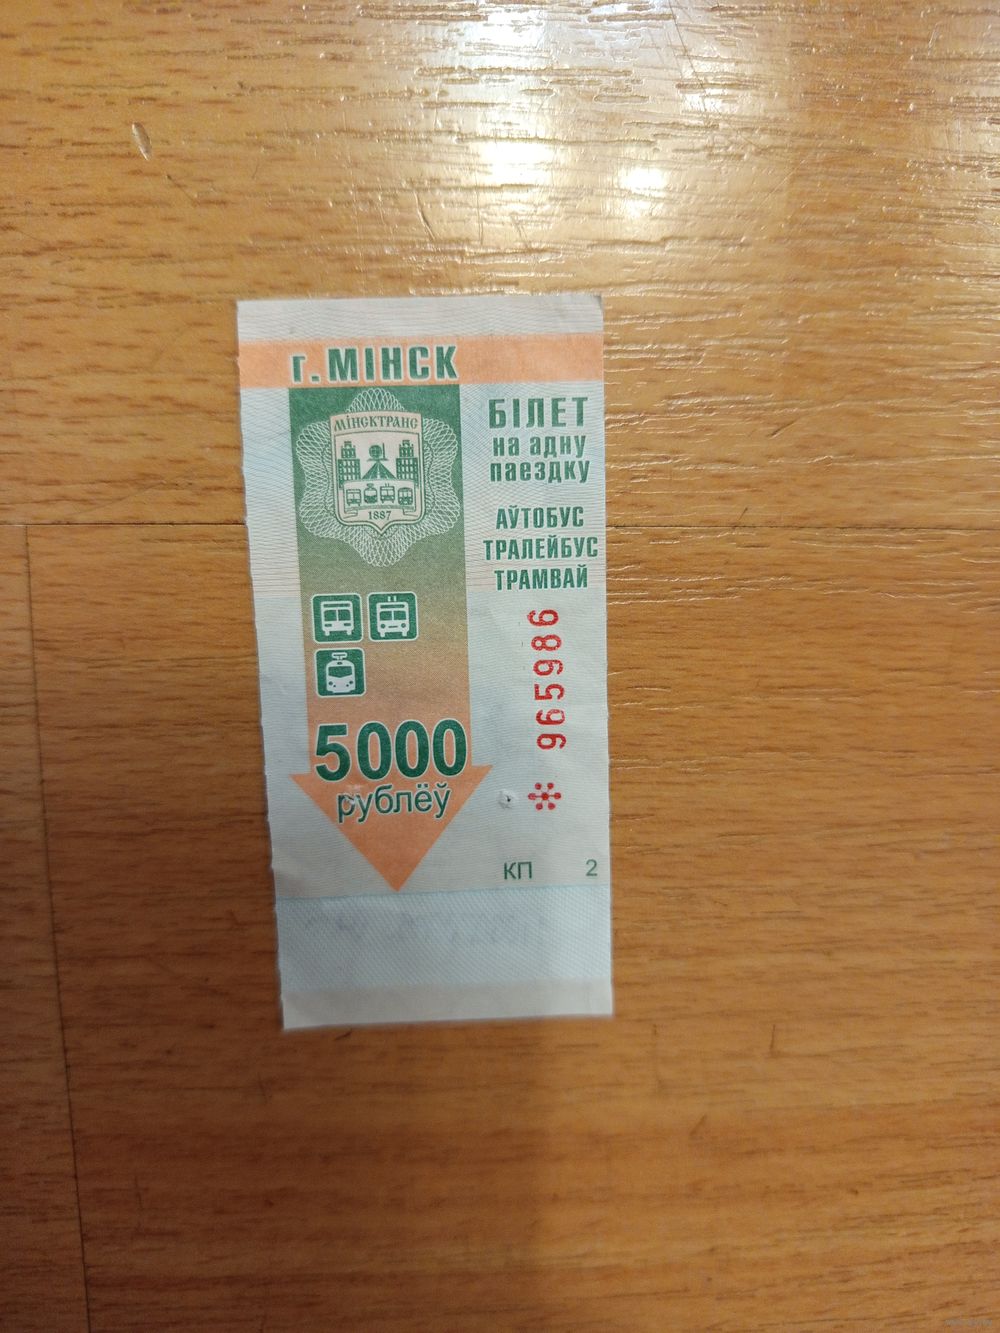 г. МІНСК
МІНСКТРАНС
1887
БІЛЕТ
на адну
паездку
АЎТОБУС
ТРАЛЕЙБУС
ТРАМВАЙ
965986
5000
рублёў
КП 2